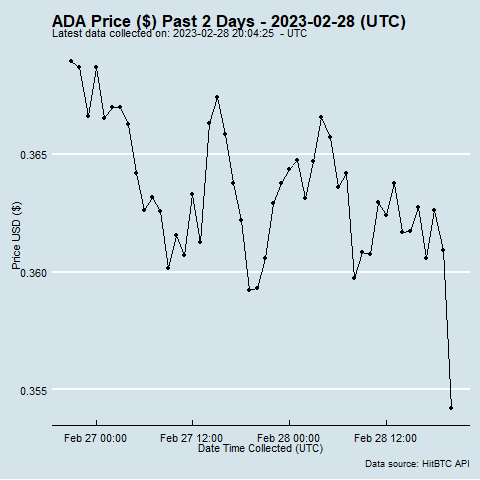 ADA Price ($) Past 2 Days - 2023-02-28 (UTC)
Latest data collected on: 2023-02-28 20:04:25 - UTC
0.365
0.360
0.355
Price USD ($)
Feb 27 00:00 Feb 27 12:00 Feb 28 00:00 Feb 28 12:00
Date Time Collected (UTC)
Data source: HitBTC API